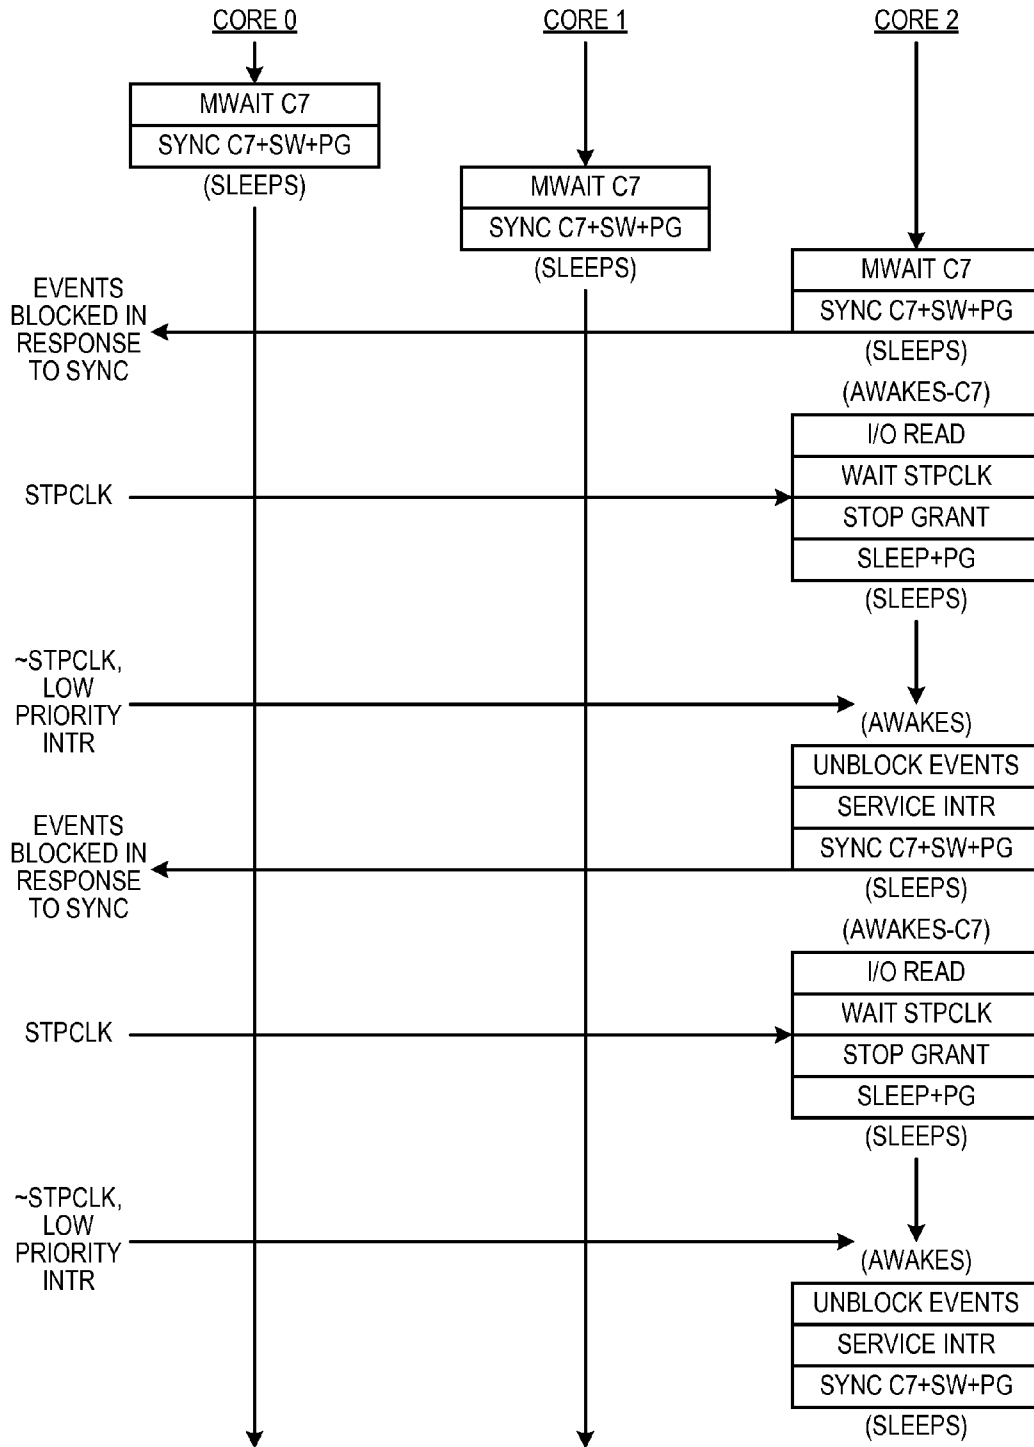 CORE 0
CORE 1
CORE 2
MWAIT C7
SYNC C7+SW+PG
(SLEEPS)
MWAIT C7
SYNC C7+SW+PG
(SLEEPS)
MWAIT C7
SYNC C7+SW+PG
(SLEEPS)
EVENTS
BLOCKED IN
RESPONSE
TO SYNC
(AWAKES-C7)
I/O READ
WAIT STPCLK
STOP GRANT
SLEEP+PG
(SLEEPS)
STPCLK
~STPCLK,
LOW
PRIORITY
INTR
(AWAKES)
UNBLOCK EVENTS
SERVICE INTR
SYNC C7+SW+PG
(SLEEPS)
EVENTS
BLOCKED IN
RESPONSE
TO SYNC
(AWAKES-C7)
I/O READ
WAIT STPCLK
STOP GRANT
SLEEP+PG
(SLEEPS)
STPCLK
~STPCLK,
LOW
PRIORITY
INTR
(AWAKES)
UNBLOCK EVENTS
SERVICE INTR
SYNC C7+SW+PG
(SLEEPS)